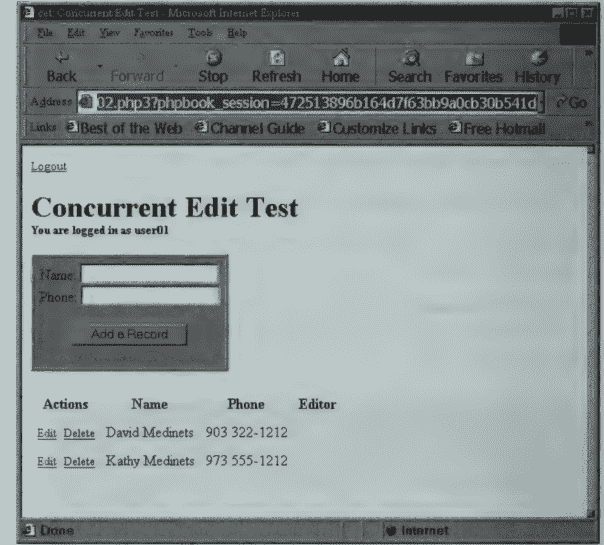 cet: Concurrent Edit Test - Microsoft Internet Explorer
File Edit View Favorites Tools Help
Back Forward Stop Refresh Home Search Favorites History
Address 02.php3?phpbook_session=472513896b164d7f63bb9a0cb30b541d Go
Links Best of the Web Channel Guide Customize Links Free Hotmail
Logout
Concurrent Edit Test
You are logged in as user01
Name:
Phone:
Add a Record
Actions Name Phone Editor
Edit Delete David Medinets 903 322-1212
Edit Delete Kathy Medinets 973 555-1212
Done Internet